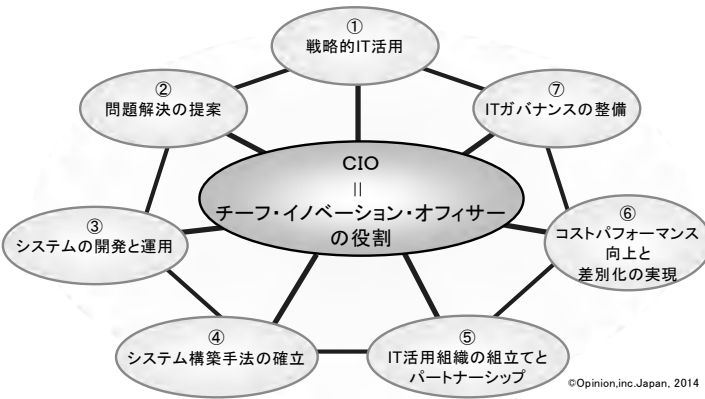 ①
戦略的IT活用
②
問題解決の提案
⑦
ITガバナンスの整備
CIO
||
チーフ・イノベーション・オフィサー
の役割
③
システムの開発と運用
⑥
コストパフォーマンス
向上と
差別化の実現
④
システム構築手法の確立
⑤
IT活用組織の組立てと
パートナーシップ
©Opinion,inc.Japan, 2014